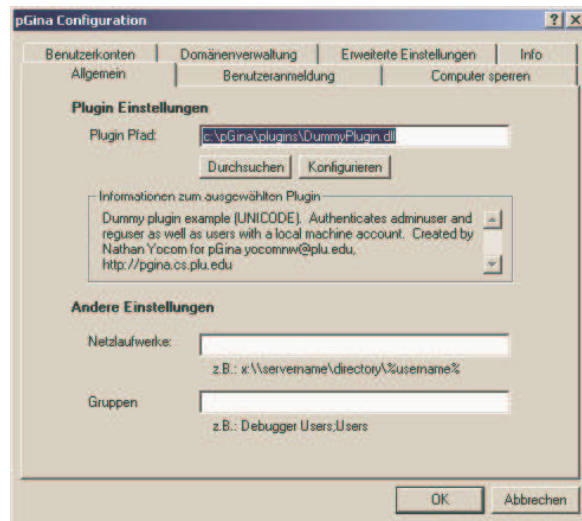 pGina Configuration
Benutzerkonten
Domänenverwaltung
Erweiterte Einstellungen
Info
Allgemein
Benutzeranmeldung
Computer sperren
Plugin Einstellungen
Plugin Pfad:
c:\pGina\plugins\DummyPlugin.dll
Durchsuchen
Konfigurieren
Informationen zum ausgewählten Plugin
Dummy plugin example (UNICODE). Authenticates adminuser and
reguser as well as users with a local machine account. Created by
Nathan Yocom for pGina yocomnw@plu.edu,
http://pgina.cs.plu.edu
Andere Einstellungen
Netzlaufwerke:
z.B.: x:\\servername\directory\%username%
Gruppen
z.B.: Debugger Users;Users
OK
Abbrechen